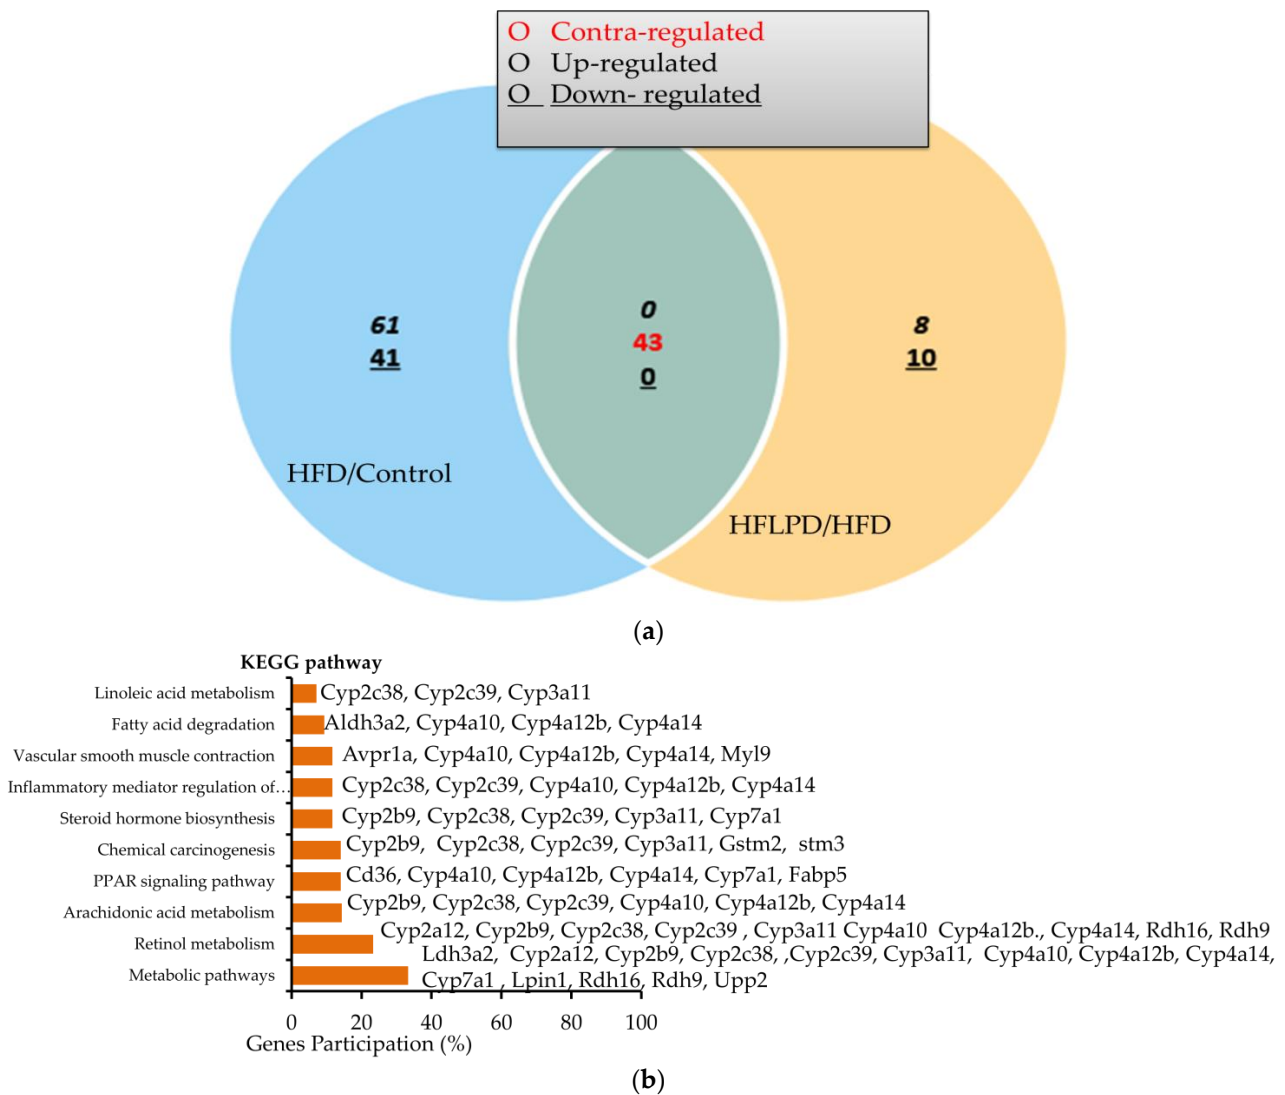 O Contra-regulated
O Up-regulated
O Down- regulated
61
41
0
43
0
8
10
HFD/Control
HFLPD/HFD
(a)
KEGG pathway
Linoleic acid metabolism Cyp2c38, Cyp2c39, Cyp3a11
Fatty acid degradation Aldh3a2, Cyp4a10, Cyp4a12b, Cyp4a14
Vascular smooth muscle contraction Avpr1a, Cyp4a10, Cyp4a12b, Cyp4a14, Myl9
Inflammatory mediator regulation of… Cyp2c38, Cyp2c39, Cyp4a10, Cyp4a12b, Cyp4a14
Steroid hormone biosynthesis Cyp2b9, Cyp2c38, Cyp2c39, Cyp3a11, Cyp7a1
Chemical carcinogenesis Cyp2b9, Cyp2c38, Cyp2c39, Cyp3a11, Gstm2, stm3
PPAR signaling pathway Cd36, Cyp4a10, Cyp4a12b, Cyp4a14, Cyp7a1, Fabp5
Arachidonic acid metabolism Cyp2b9, Cyp2c38, Cyp2c39, Cyp4a10, Cyp4a12b, Cyp4a14
Retinol metabolism Cyp2a12, Cyp2b9, Cyp2c38, Cyp2c39 , Cyp3a11 Cyp4a10 Cyp4a12b., Cyp4a14, Rdh16, Rdh9
Metabolic pathways Ldh3a2, Cyp2a12, Cyp2b9, Cyp2c38, ,Cyp2c39, Cyp3a11, Cyp4a10, Cyp4a12b, Cyp4a14,
Cyp7a1 , Lpin1, Rdh16, Rdh9, Upp2
0 20 40 60 80 100
Genes Participation (%)
(b)